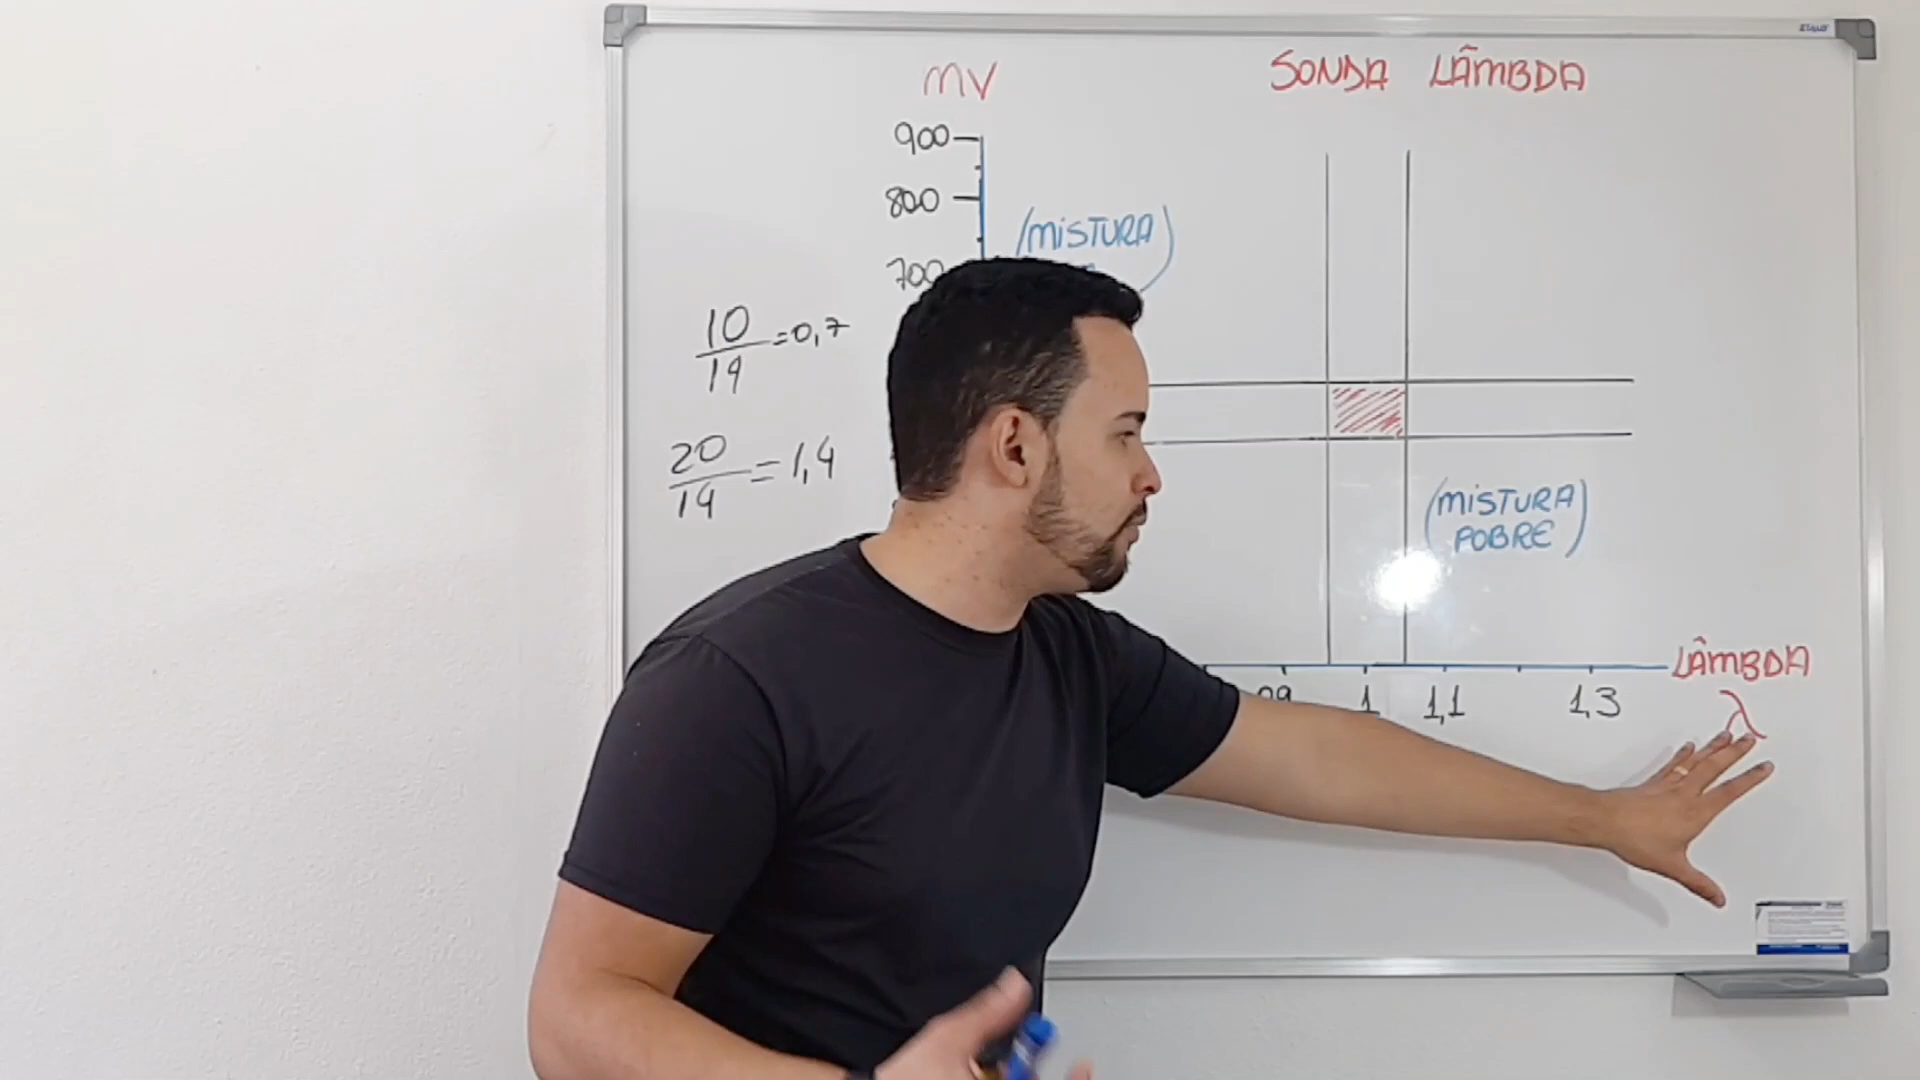 MV
SONDA LÂMBDA
900
800
(MISTURA
700
10/14 = 0,7
20/14 = 1,4
(MISTURA
POBRE)
LÂMBDA
λ
1
1,1
1,3